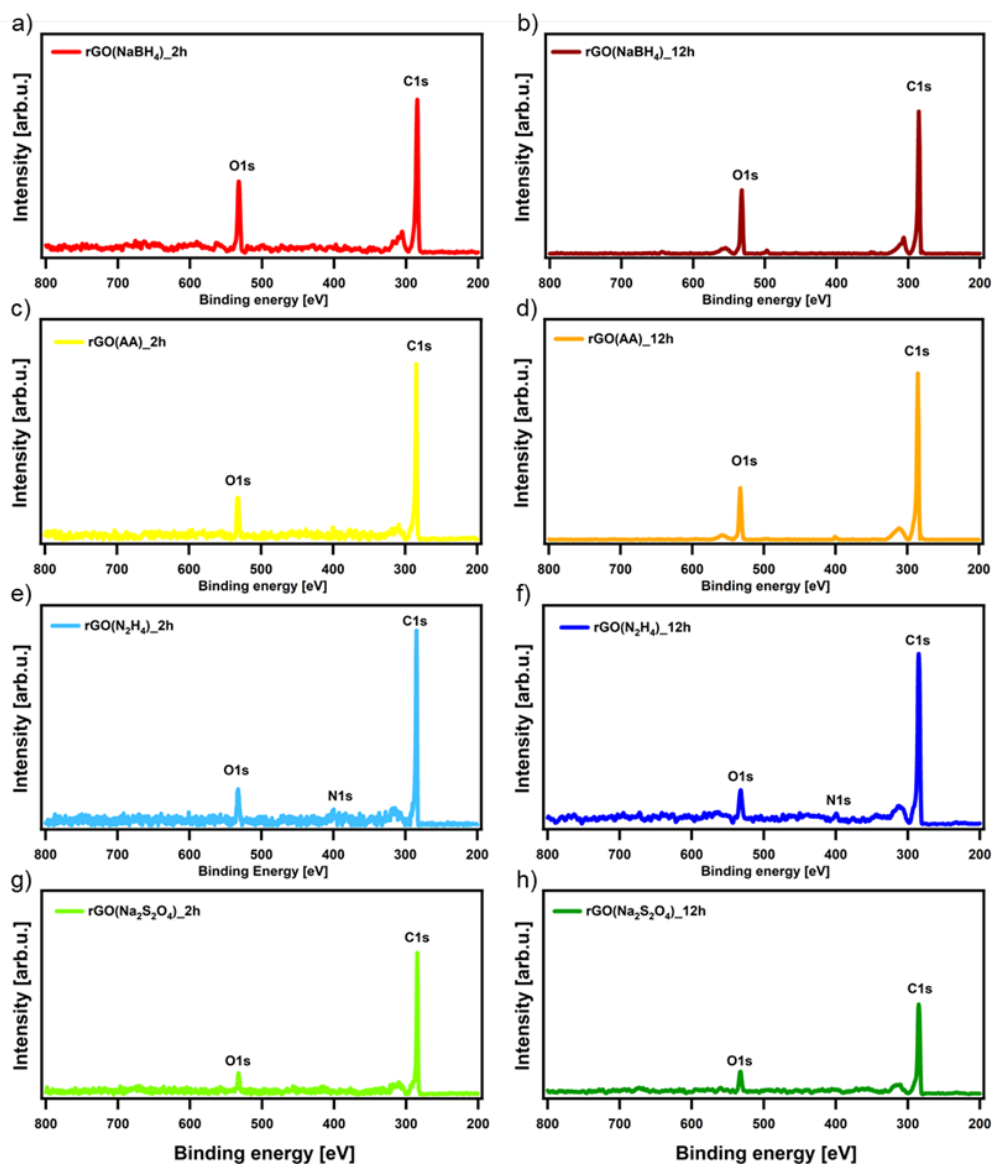 a)
rGO(NaBH₄)_2h
C1s
O1s
Intensity [arb.u.]
800 700 600 500 400 300 200
Binding energy [eV]
b)
rGO(NaBH₄)_12h
C1s
O1s
Intensity [arb.u.]
800 700 600 500 400 300 200
Binding energy [eV]
c)
rGO(AA)_2h
C1s
O1s
Intensity [arb.u.]
800 700 600 500 400 300 200
Binding energy [eV]
d)
rGO(AA)_12h
C1s
O1s
Intensity [arb.u.]
800 700 600 500 400 300 200
Binding energy [eV]
e)
rGO(N₂H₄)_2h
C1s
O1s
N1s
Intensity [arb.u.]
800 700 600 500 400 300 200
Binding Energy [eV]
f)
rGO(N₂H₄)_12h
C1s
O1s
N1s
Intensity [arb.u.]
800 700 600 500 400 300 200
Binding energy [eV]
g)
rGO(Na₂S₂O₄)_2h
C1s
O1s
Intensity [arb.u.]
800 700 600 500 400 300 200
Binding energy [eV]
h)
rGO(Na₂S₂O₄)_12h
C1s
O1s
Intensity [arb.u.]
800 700 600 500 400 300 200
Binding energy [eV]